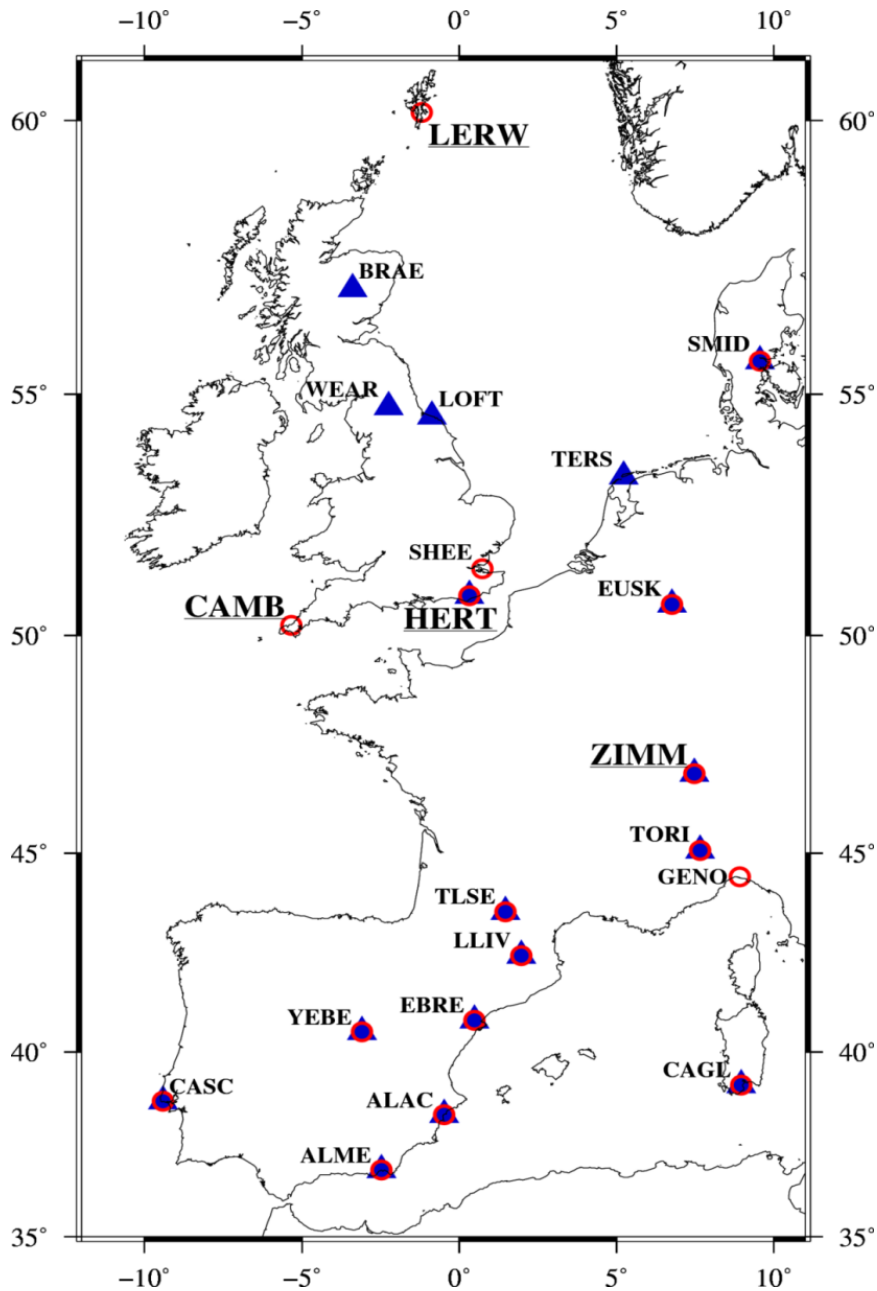 −10° −5° 0° 5° 10°
60° 60°
LERW
BRAE
SMID
55° 55°
WEAR LOFT
TERS
SHEE
EUSK
CAMB HERT
50° 50°
ZIMM
TORI
45° 45°
GENO
TLSE
LLIV
EBRE
YEBE
40° 40°
CAGL
CASC
ALAC
ALME
35° 35°
−10° −5° 0° 5° 10°